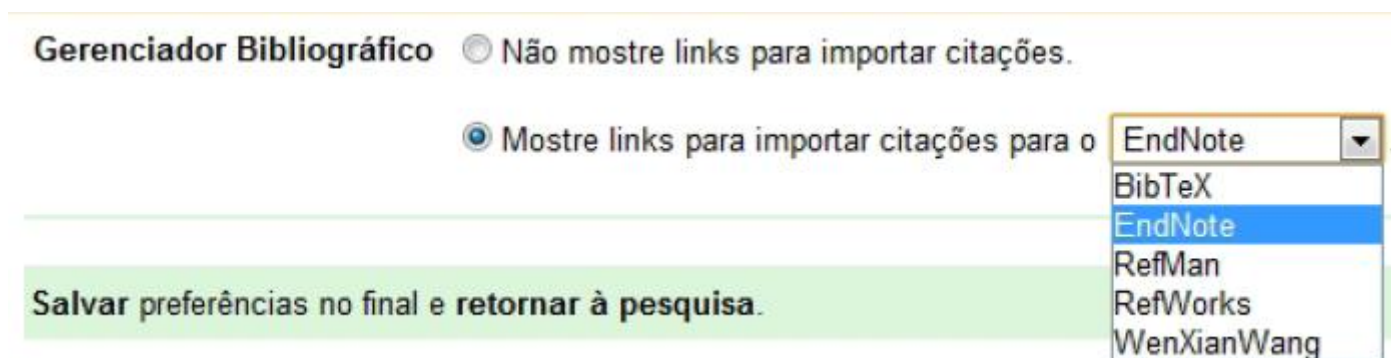 Gerenciador Bibliográfico Não mostre links para importar citações.
Mostre links para importar citações para o EndNote
BibTeX
EndNote
RefMan
Salvar preferências no final e retornar à pesquisa.
RefWorks
WenXianWang